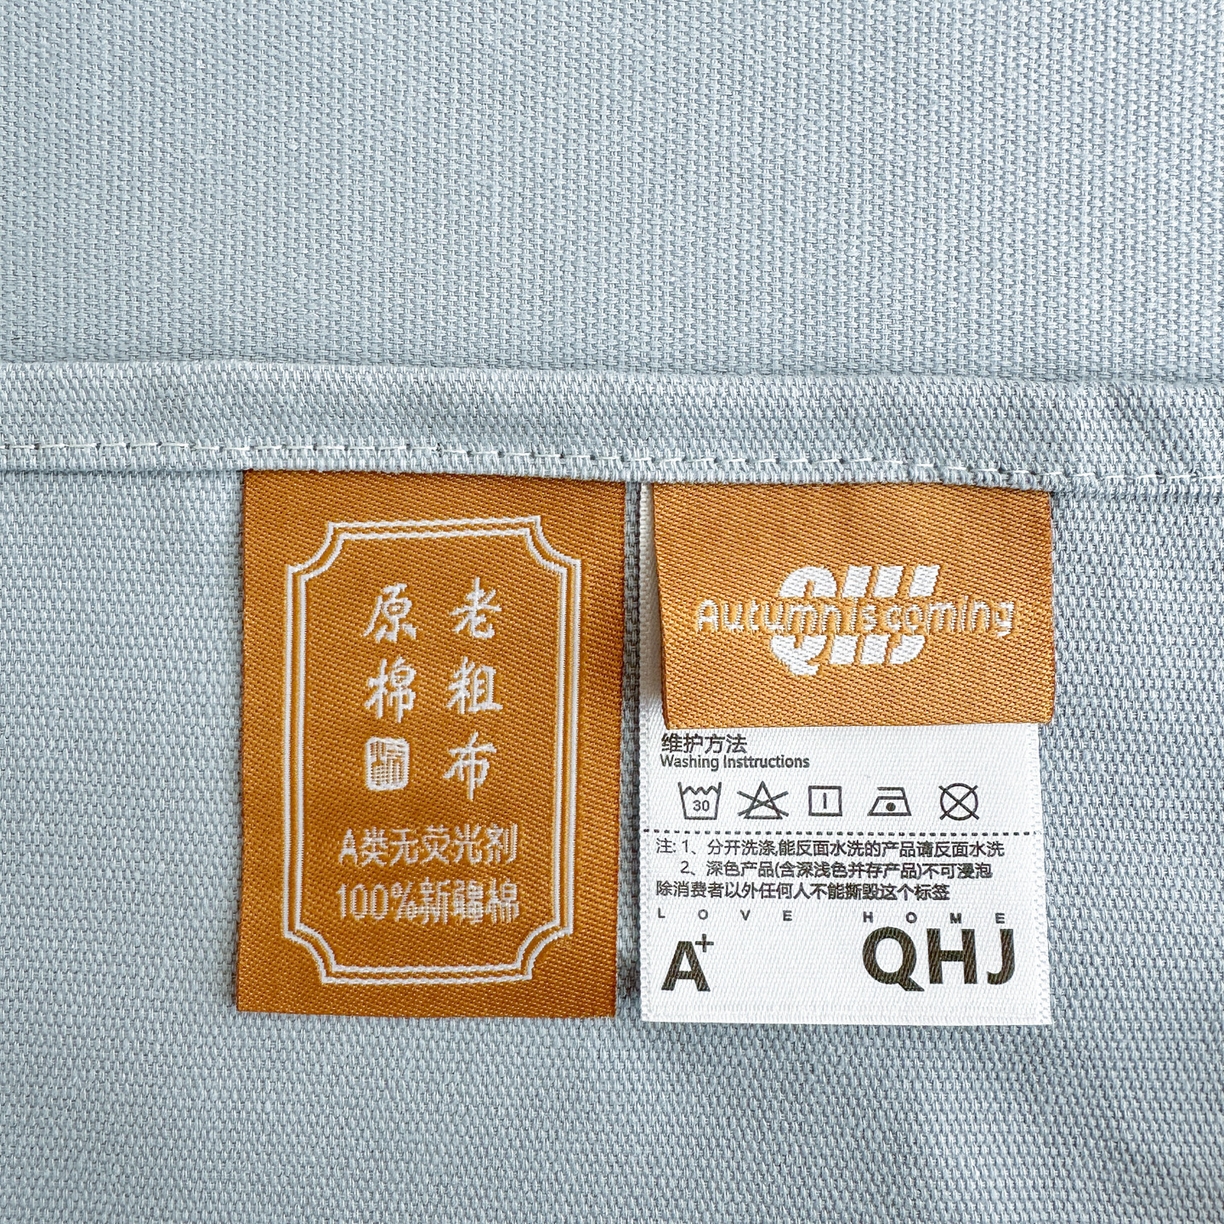 老粗布
原棉
A类无荧光剂
100%新疆棉
QHJ
Autumn is coming
维护方法
Washing Insttructions
30
注: 1、分开洗涤,能反面水洗的产品请反面水洗
2、深色产品(含深浅色并存产品)不可浸泡
除消费者以外任何人不能撕毁这个标签
LOVE HOME
A+ QHJ